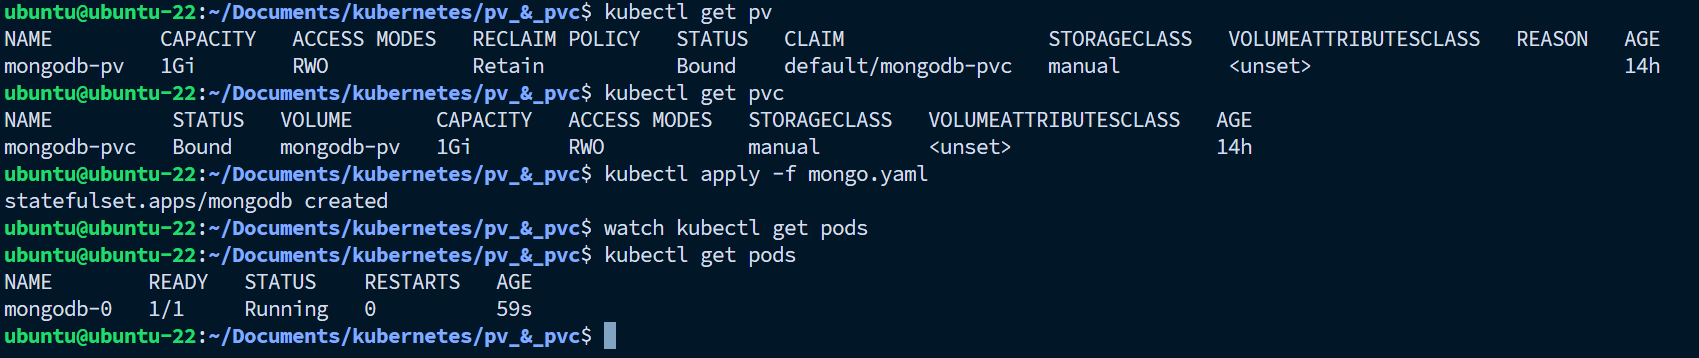 ubuntu@ubuntu-22:~/Documents/kubernetes/pv_&_pvc$ kubectl get pv
NAME         CAPACITY   ACCESS MODES   RECLAIM POLICY   STATUS   CLAIM                 STORAGECLASS   VOLUMEATTRIBUTESCLASS   REASON   AGE
mongodb-pv   1Gi        RWO            Retain           Bound    default/mongodb-pvc   manual         <unset>                          14h
ubuntu@ubuntu-22:~/Documents/kubernetes/pv_&_pvc$ kubectl get pvc
NAME          STATUS   VOLUME       CAPACITY   ACCESS MODES   STORAGECLASS   VOLUMEATTRIBUTESCLASS   AGE
mongodb-pvc   Bound    mongodb-pv   1Gi        RWO            manual         <unset>                 14h
ubuntu@ubuntu-22:~/Documents/kubernetes/pv_&_pvc$ kubectl apply -f mongo.yaml
statefulset.apps/mongodb created
ubuntu@ubuntu-22:~/Documents/kubernetes/pv_&_pvc$ watch kubectl get pods
ubuntu@ubuntu-22:~/Documents/kubernetes/pv_&_pvc$ kubectl get pods
NAME        READY   STATUS    RESTARTS   AGE
mongodb-0   1/1     Running   0          59s
ubuntu@ubuntu-22:~/Documents/kubernetes/pv_&_pvc$